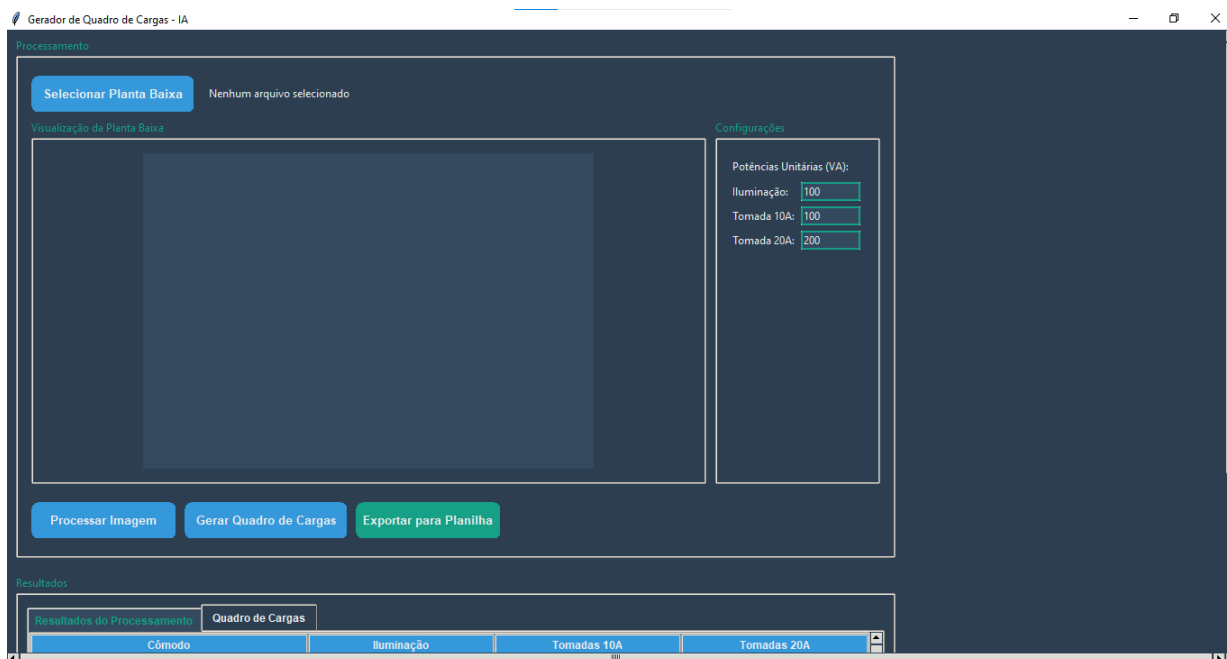 Gerador de Quadro de Cargas - IA
Processamento
Selecionar Planta Baixa Nenhum arquivo selecionado
Visualização da Planta Baixa Configurações
Potências Unitárias (VA):
Iluminação: 100
Tomada 10A: 100
Tomada 20A: 200
Processar Imagem Gerar Quadro de Cargas Exportar para Planilha
Resultados
Resultados do Processamento Quadro de Cargas
Cômodo Iluminação Tomadas 10A Tomadas 20A